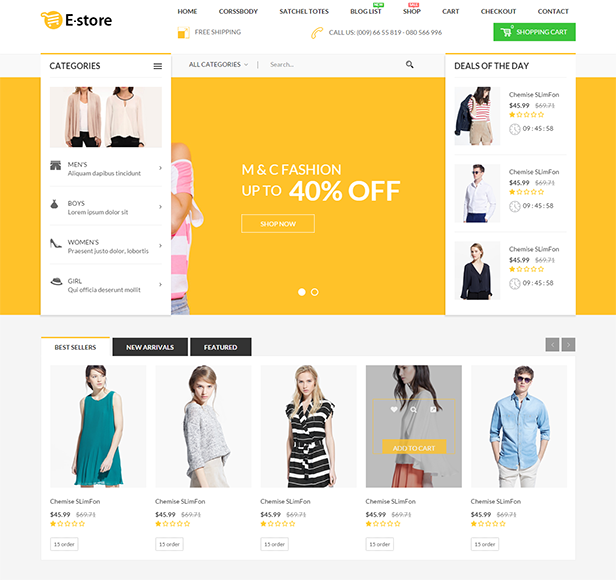 E-store
HOME CORSSBODY SATCHEL TOTES BLOG LIST NEW SHOP SALE CART CHECKOUT CONTACT
FREE SHIPPING
CALL US: (009) 66 55 819 - 080 566.996
0 SHOPPING CART
CATEGORIES
ALL CATEGORIES
Search...
DEALS OF THE DAY
MEN'S
Aliquam dapibus tincidunt
BOYS
Lorem ipsum dolor sit
WOMEN'S
Praesent justo dolor, lobortis
GIRL
Qui officia deserunt mollit
M & C FASHION
UP TO 40% OFF
SHOP NOW
Chemise SLimFon
$45.99 $69.71
09 : 45 : 58
Chemise SLimFon
$45.99 $69.71
09 : 45 : 58
Chemise SLimFon
$45.99 $69.71
09 : 45 : 58
BEST SELLERS NEW ARRIVALS FEATURED
ADD TO CART
Chemise SLimFon Chemise SLimFon Chemise SLimFon Chemise SLimFon Chemise SLimFon
$45.99 $69.71 $45.99 $69.71 $45.99 $69.71 $45.99 $69.71 $45.99 $69.71
15 order 15 order 15 order 15 order 15 order